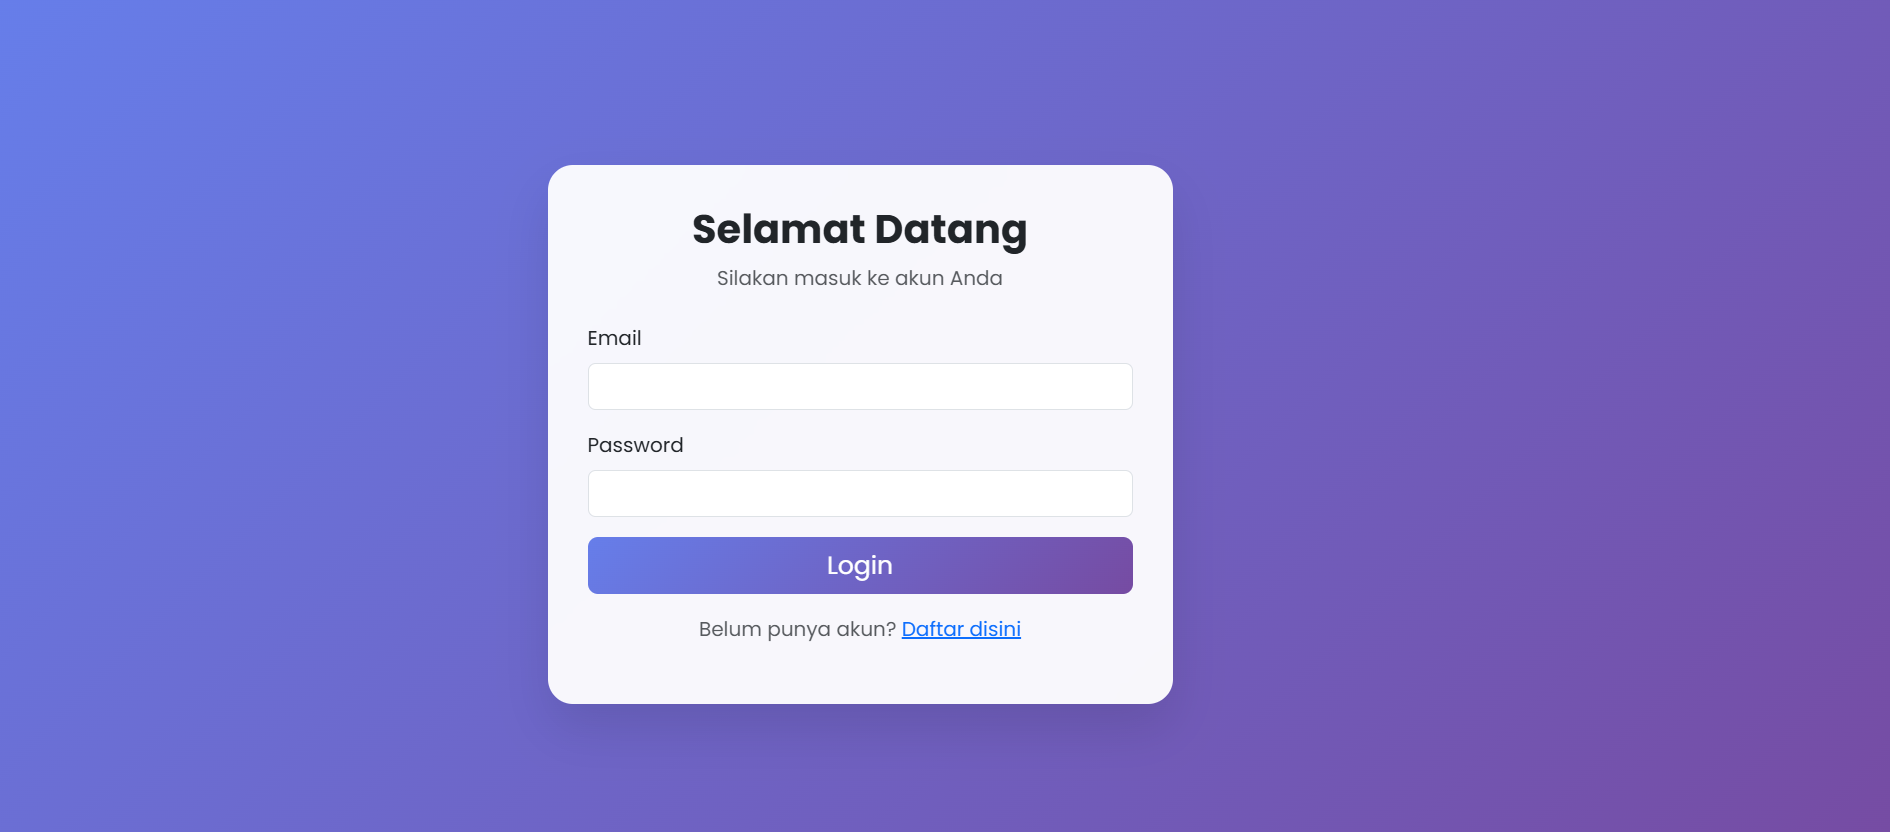 Selamat Datang
Silakan masuk ke akun Anda
Email
Password
Login
Belum punya akun? Daftar disini